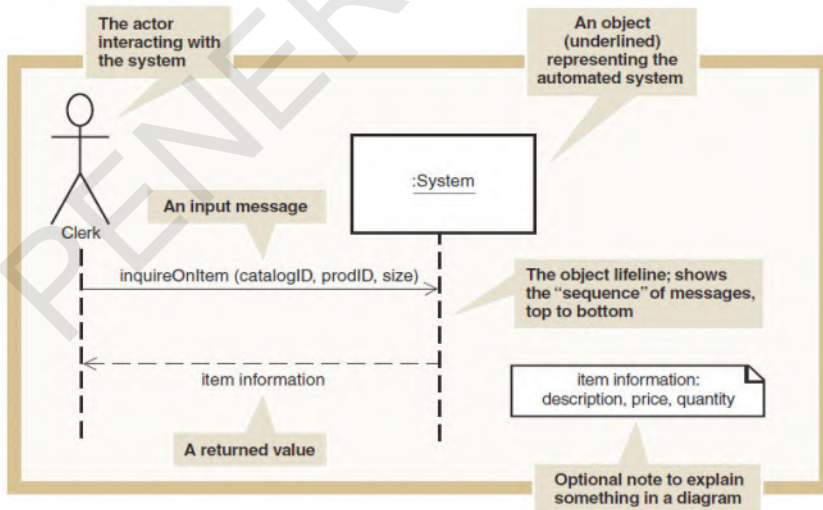 The actor
interacting with
the system
An object
(underlined)
representing the
automated system
:System
An input message
Clerk
inquireOnItem (catalogID, prodID, size)
The object lifeline; shows
the “sequence” of messages,
top to bottom
item information
item information:
description, price, quantity
A returned value
Optional note to explain
something in a diagram
PENER